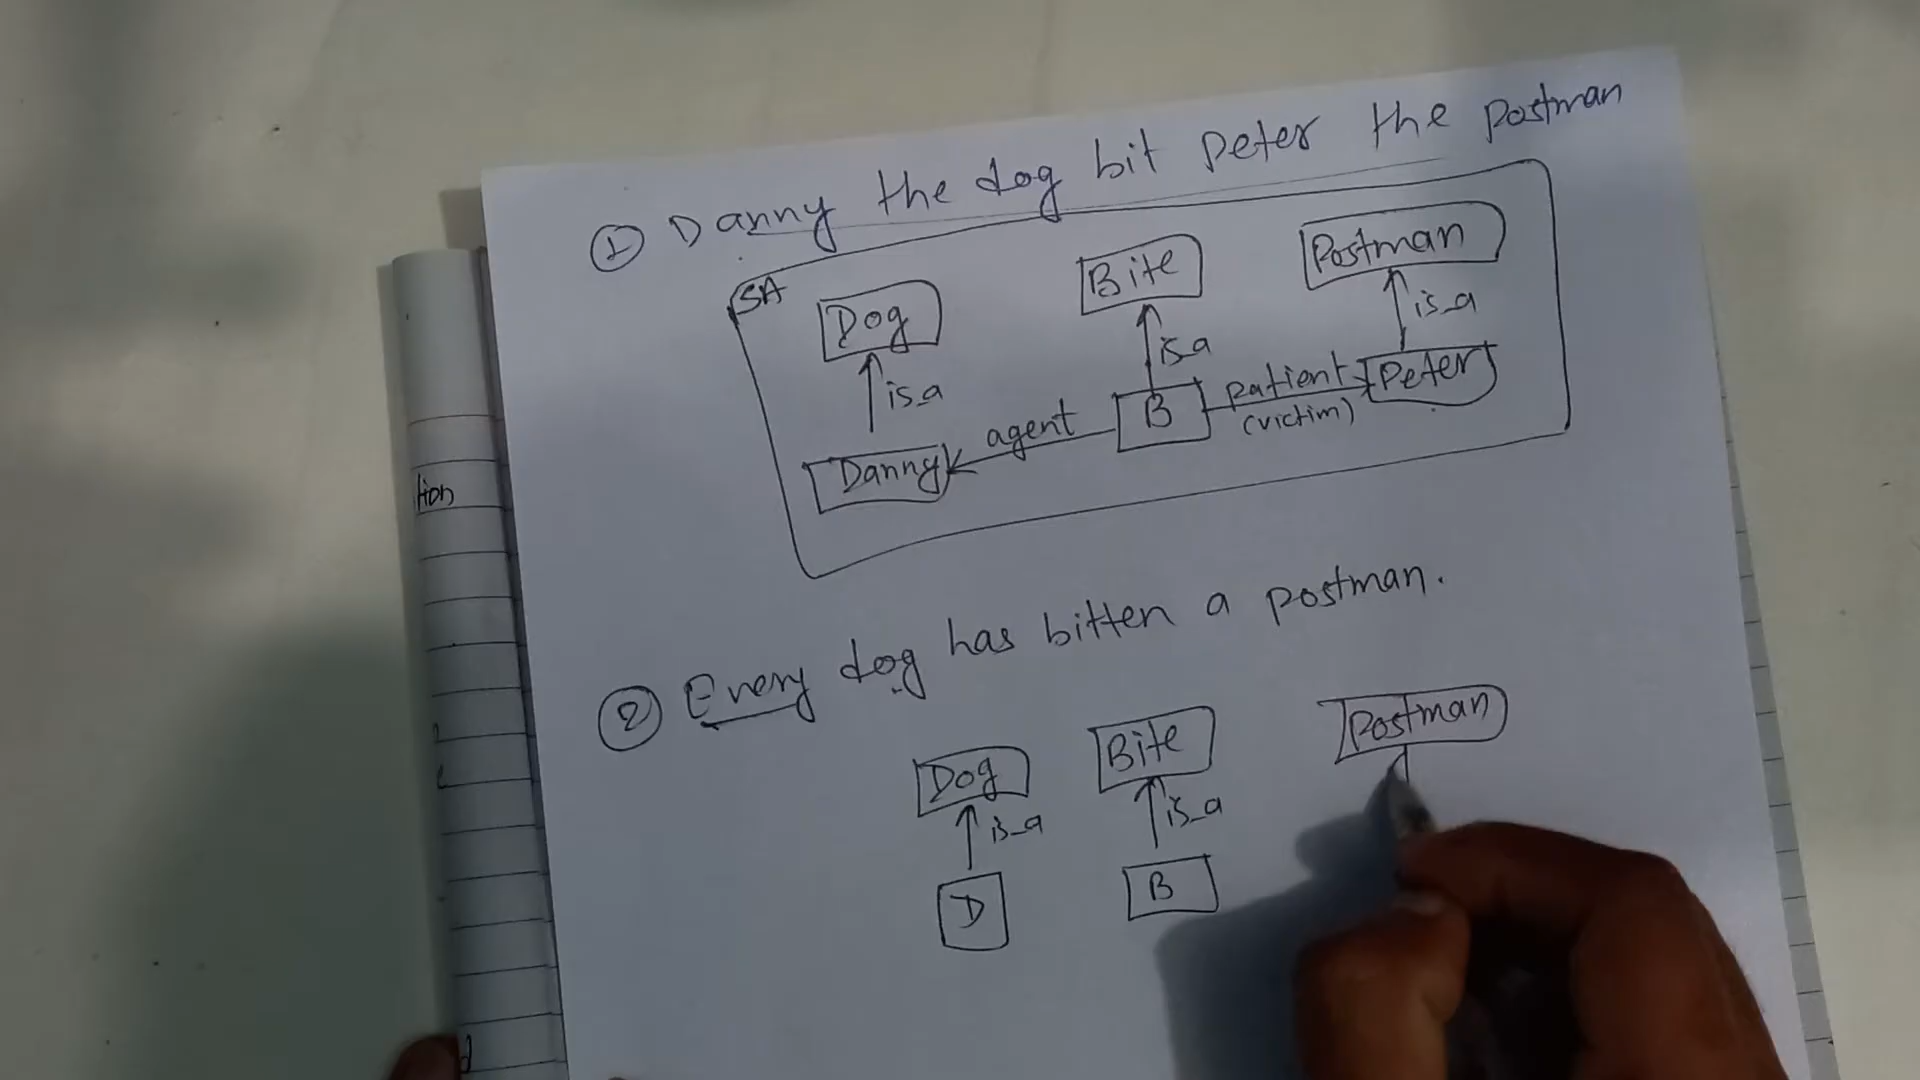 ① Danny the dog bit Peter the Postman
SA
Dog Bite Postman
is_a is_a is_a
Danny agent B patient Peter
(victim)
tion
② Every dog has bitten a postman.
Dog Bite Postman
is_a is_a
D B